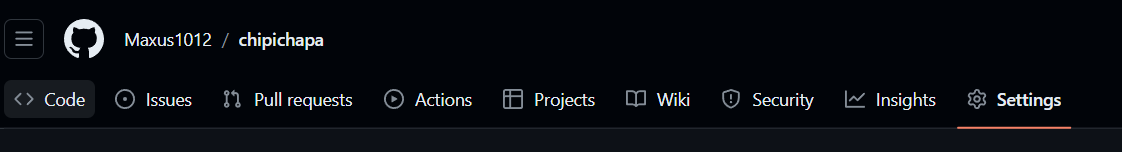 Maxus1012 / chipichapa
Code Issues Pull requests Actions Projects Wiki Security Insights Settings